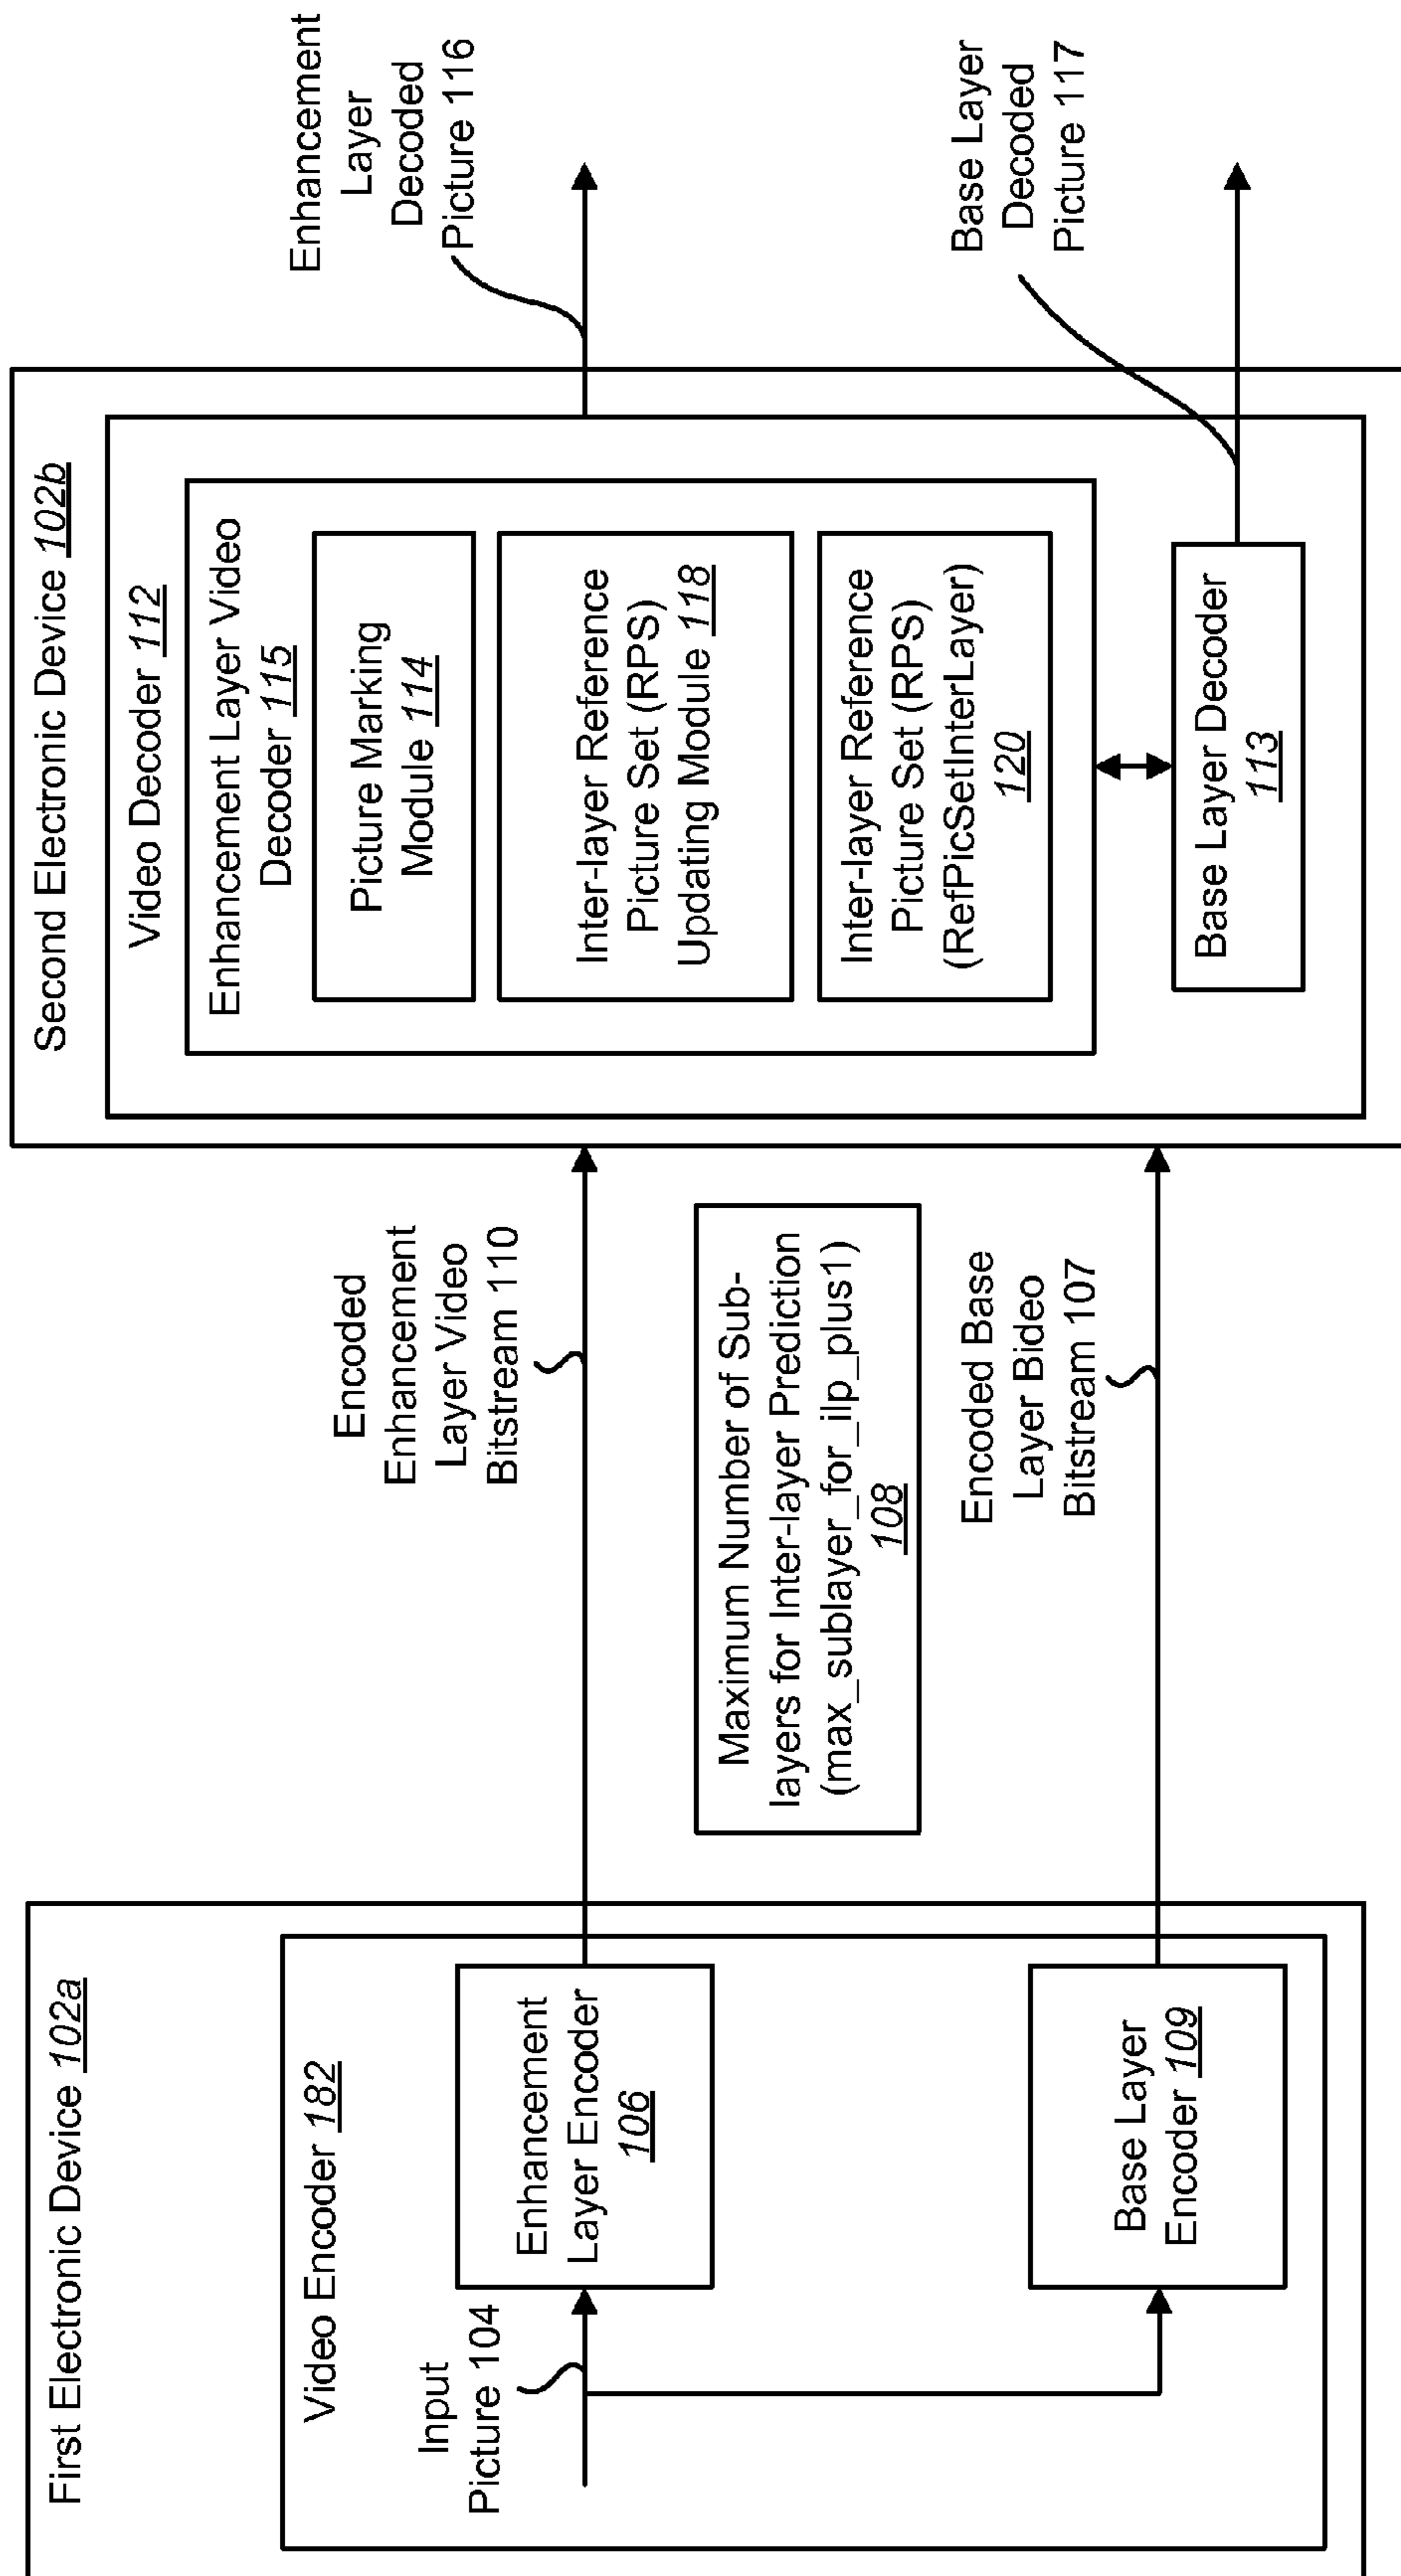 First Electronic Device 102a
Video Encoder 182
Input
Picture 104
Enhancement
Layer Encoder
106
Base Layer
Encoder 109
Encoded
Enhancement
Layer Video
Bitstream 110
Maximum Number of Sub-
layers for Inter-layer Prediction
(max_sublayer_for_ilp_plus1)
108
Encoded Base
Layer Bideo
Bitstream 107
Second Electronic Device 102b
Video Decoder 112
Enhancement Layer Video
Decoder 115
Picture Marking
Module 114
Inter-layer Reference
Picture Set (RPS)
Updating Module 118
Inter-layer Reference
Picture Set (RPS)
(RefPicSetInterLayer)
120
Base Layer Decoder
113
Enhancement
Layer
Decoded
Picture 116
Base Layer
Decoded
Picture 117